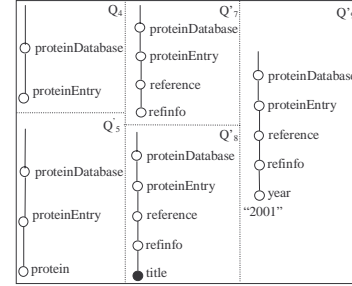 Q4
proteinDatabase
proteinEntry
Q'5
proteinDatabase
proteinEntry
protein
Q'7
proteinDatabase
proteinEntry
reference
refinfo
Q'8
proteinDatabase
proteinEntry
reference
refinfo
title
proteinDatabase
proteinEntry
reference
refinfo
year
"2001"